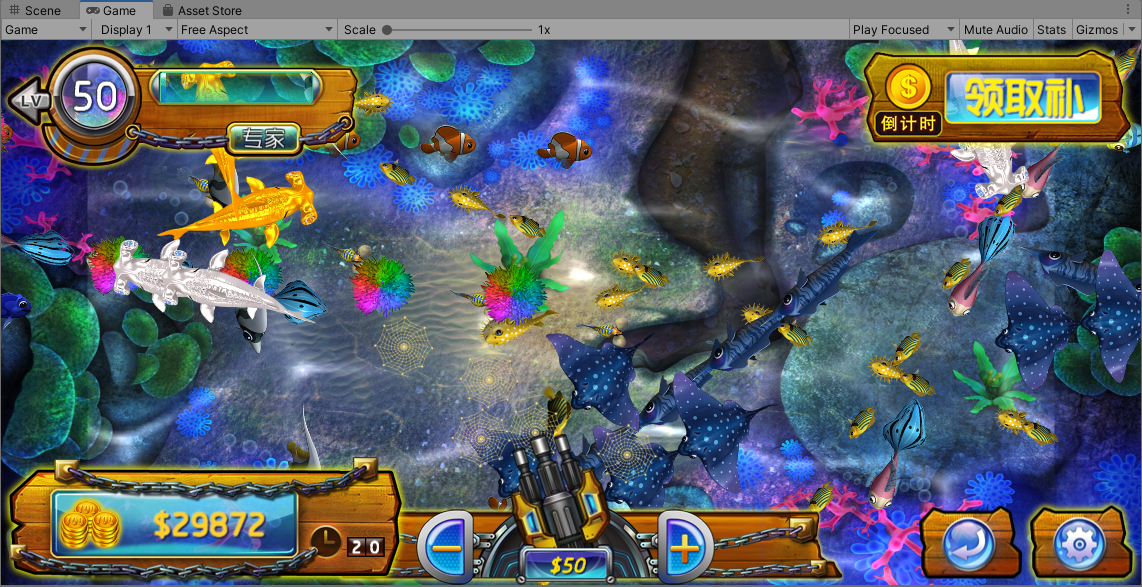 Scene Game Asset Store
Game Display 1 Free Aspect Scale 1x Play Focused Mute Audio Stats Gizmos
LV 50
专家
$
倒计时
领取补
$29872
20
$50